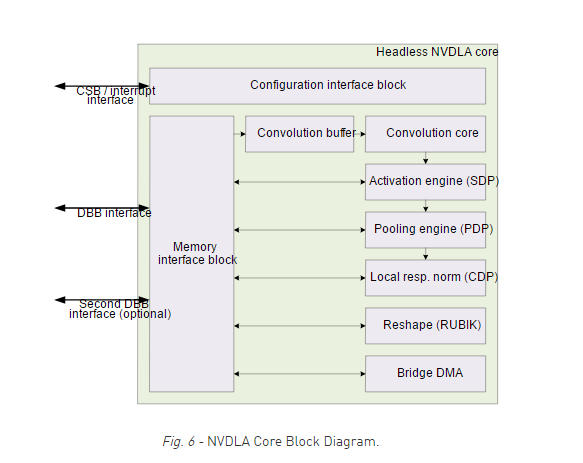 Headless NVDLA core
CSB / interrupt
interface
Configuration interface block
Convolution buffer
Convolution core
Activation engine (SDP)
DBB interface
Pooling engine (PDP)
Memory
interface block
Local resp. norm (CDP)
Second DBB
interface (optional)
Reshape (RUBIK)
Bridge DMA
Fig. 6 - NVDLA Core Block Diagram.